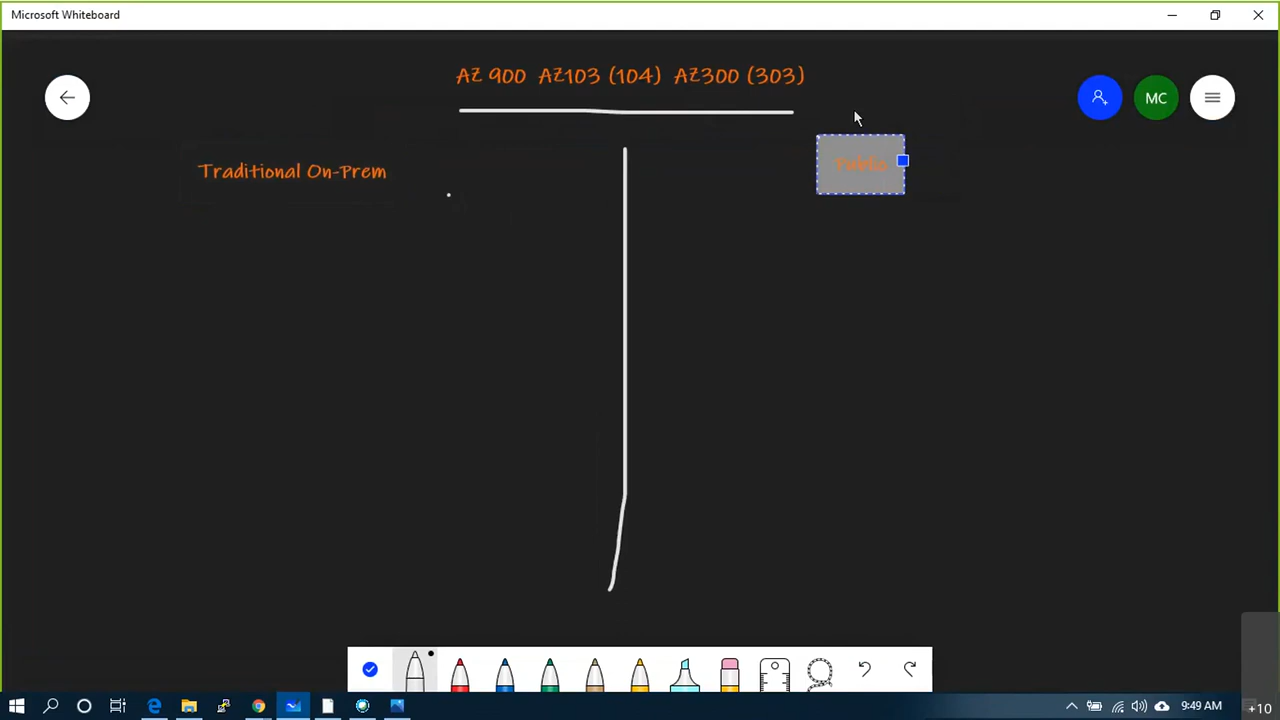 Microsoft Whiteboard
AZ 900 AZ103 (104) AZ300 (303)
MC
Traditional On-Prem
Public
9:49 AM
+10